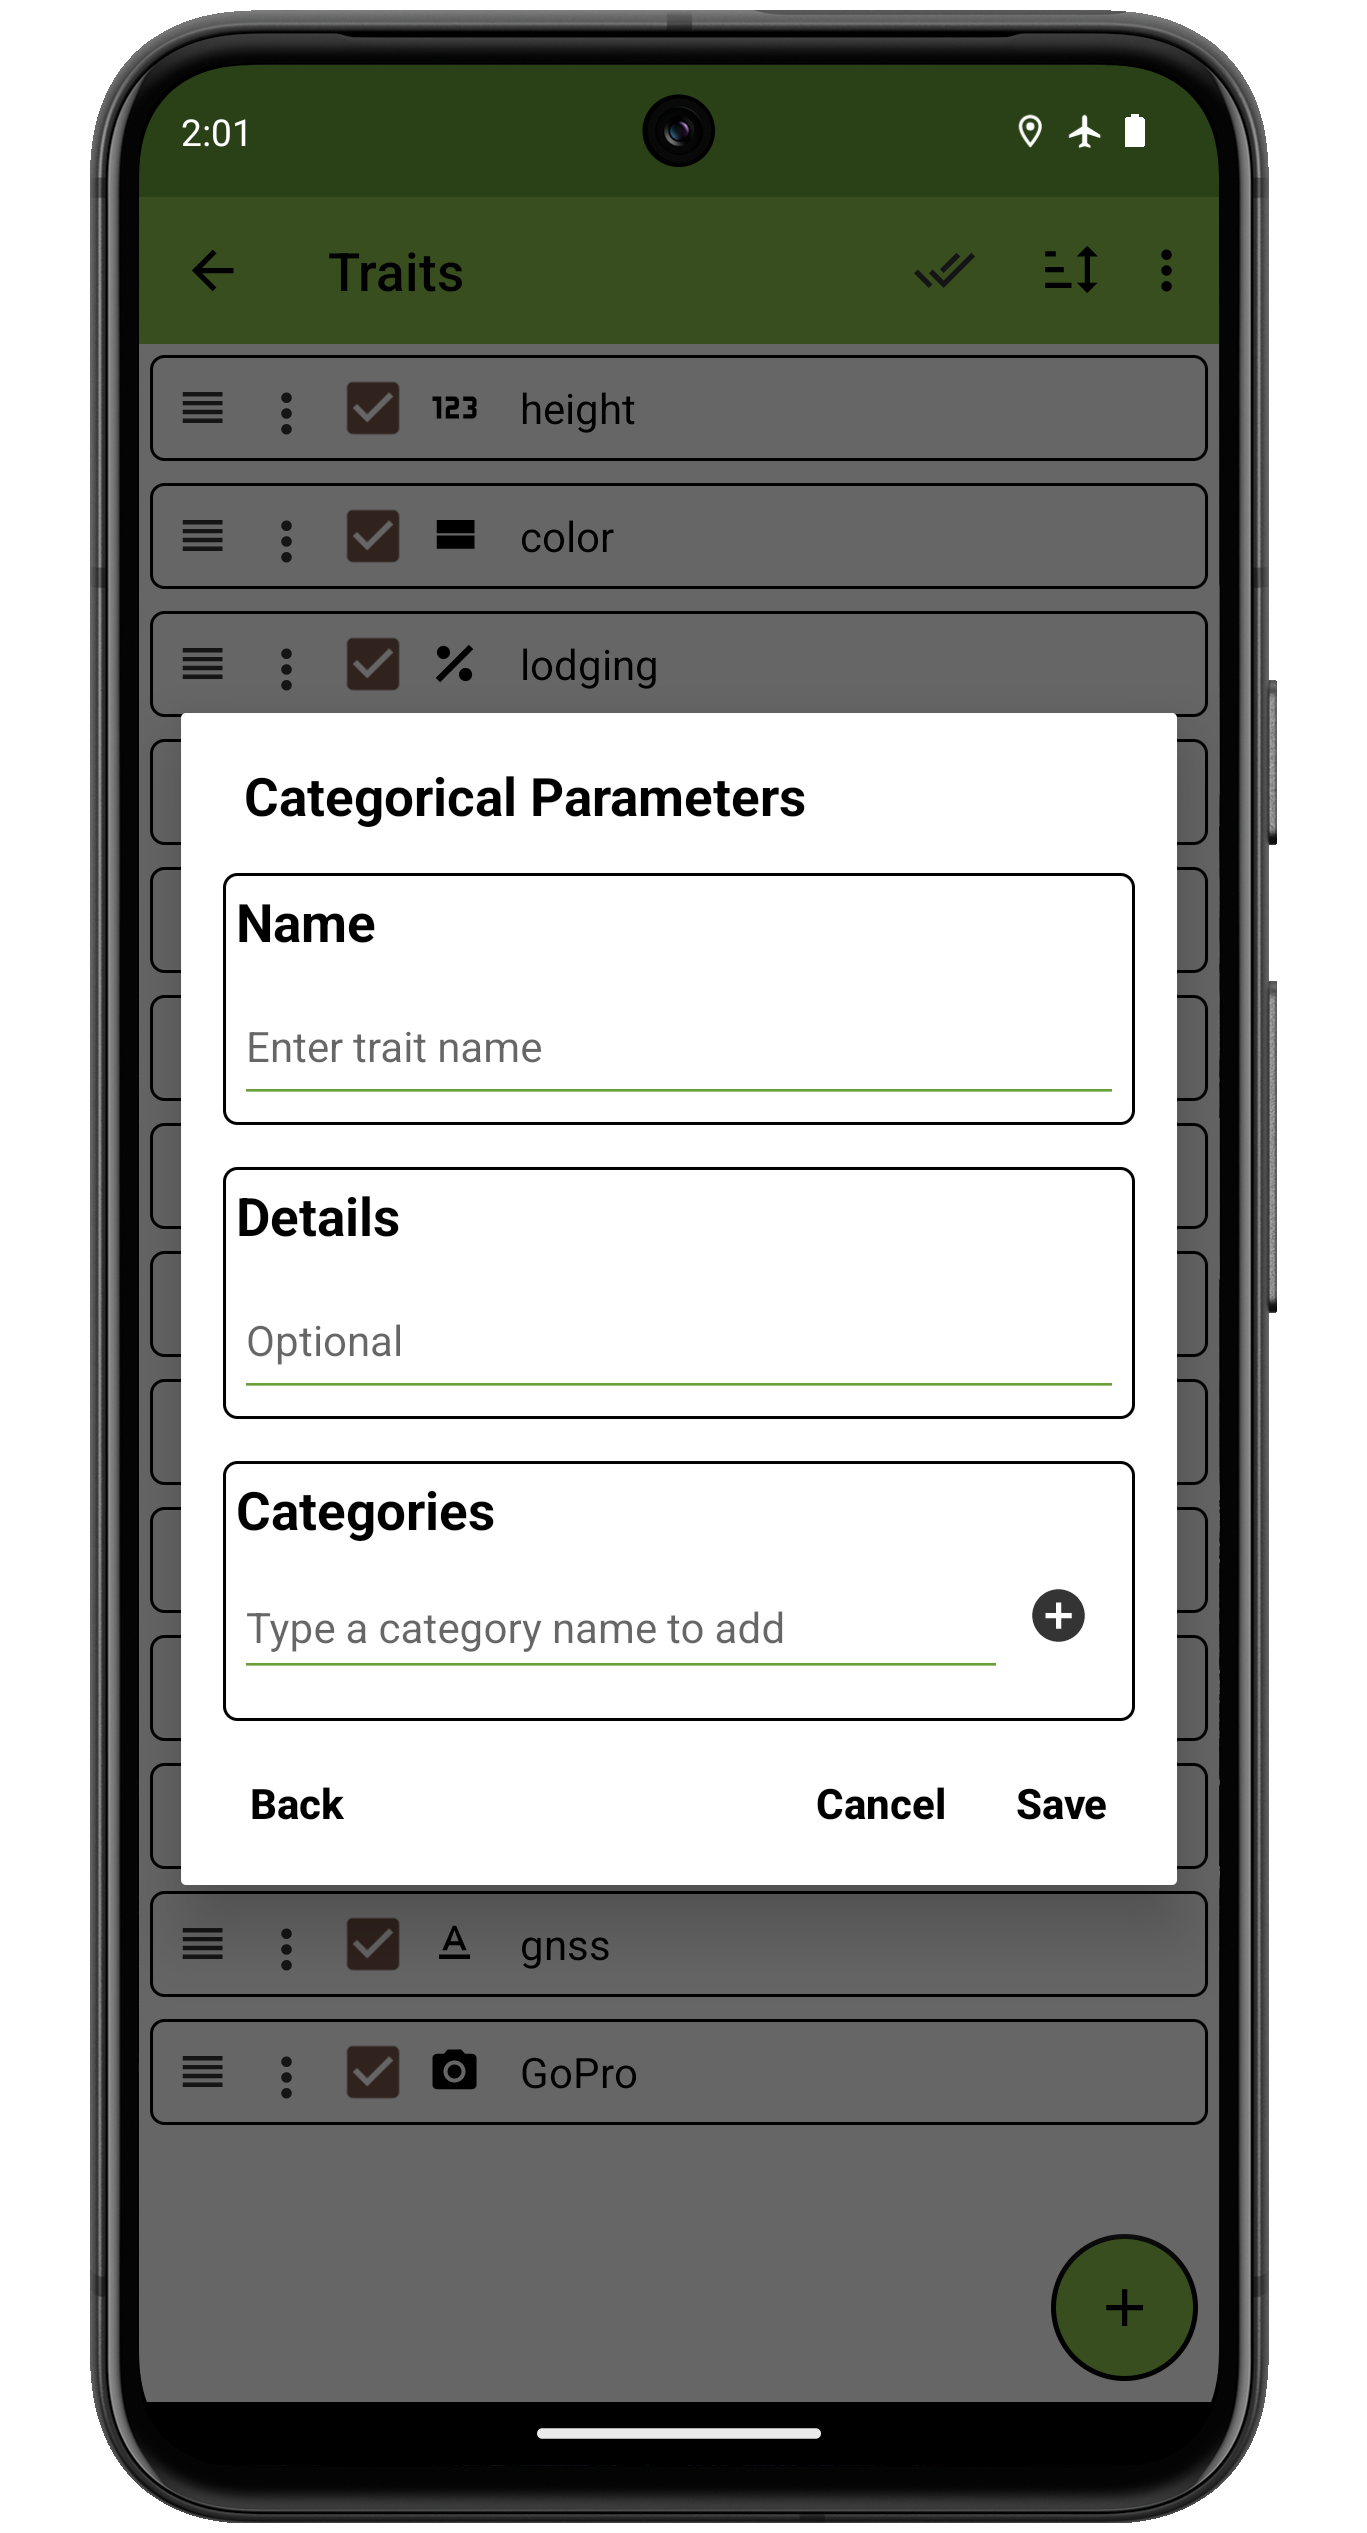 2:01
Traits
123 height
color
lodging
Categorical Parameters
Name
Enter trait name
Details
Optional
Categories
Type a category name to add
Back Cancel Save
A gnss
GoPro